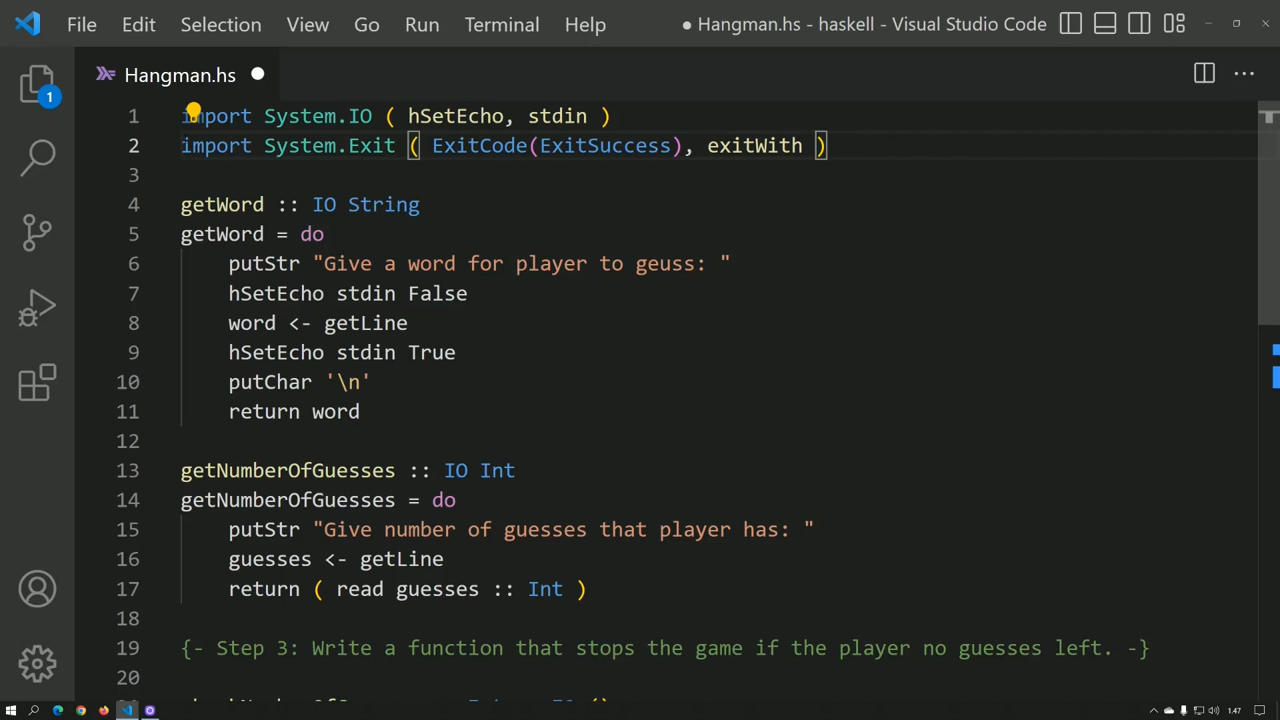 File Edit Selection View Go Run Terminal Help ● Hangman.hs - haskell - Visual Studio Code
Hangman.hs
1 import System.IO ( hSetEcho, stdin )
2 import System.Exit ( ExitCode(ExitSuccess), exitWith )
3
4 getWord :: IO String
5 getWord = do
6 putStr "Give a word for player to geuss: "
7 hSetEcho stdin False
8 word <- getLine
9 hSetEcho stdin True
10 putChar '\n'
11 return word
12
13 getNumberOfGuesses :: IO Int
14 getNumberOfGuesses = do
15 putStr "Give number of guesses that player has: "
16 guesses <- getLine
17 return ( read guesses :: Int )
18
19 {- Step 3: Write a function that stops the game if the player no guesses left. -}
20
1
1.47